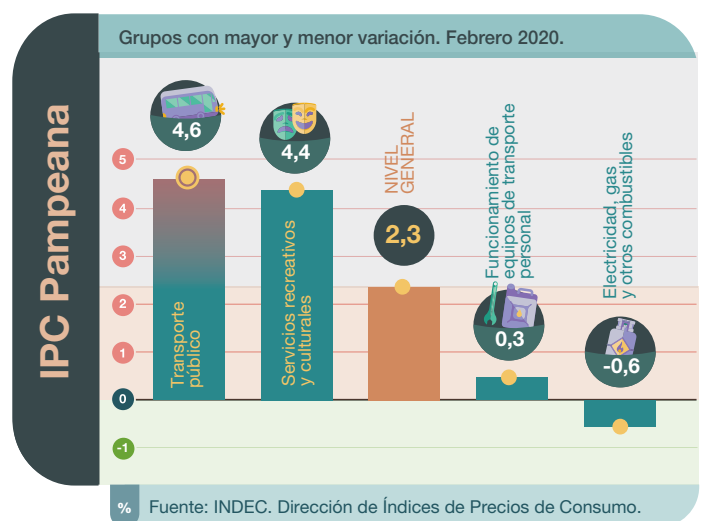 Grupos con mayor y menor variación. Febrero 2020.
IPC Pampeana
5
4
3
2
1
0
-1
4,6
Transporte
público
4,4
Servicios recreativos
y culturales
NIVEL
GENERAL
2,3
Funcionamiento de
equipos de transporte
personal
0,3
Electricidad, gas
y otros combustibles
-0,6
%
Fuente: INDEC. Dirección de Índices de Precios de Consumo.